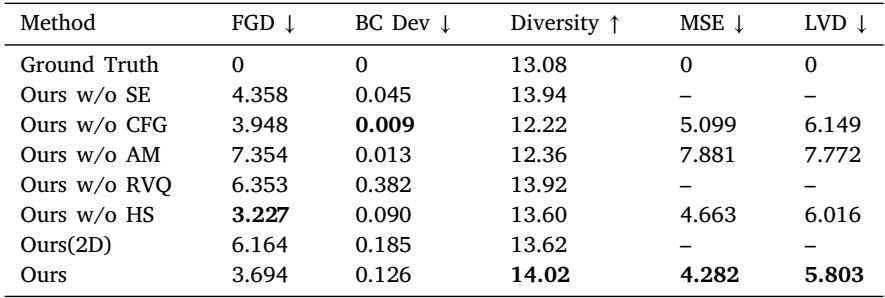 Method FGD ↓ BC Dev ↓ Diversity ↑ MSE ↓ LVD ↓
Ground Truth 0 0 13.08 0 0
Ours w/o SE 4.358 0.045 13.94 – –
Ours w/o CFG 3.948 0.009 12.22 5.099 6.149
Ours w/o AM 7.354 0.013 12.36 7.881 7.772
Ours w/o RVQ 6.353 0.382 13.92 – –
Ours w/o HS 3.227 0.090 13.60 4.663 6.016
Ours(2D) 6.164 0.185 13.62 – –
Ours 3.694 0.126 14.02 4.282 5.803